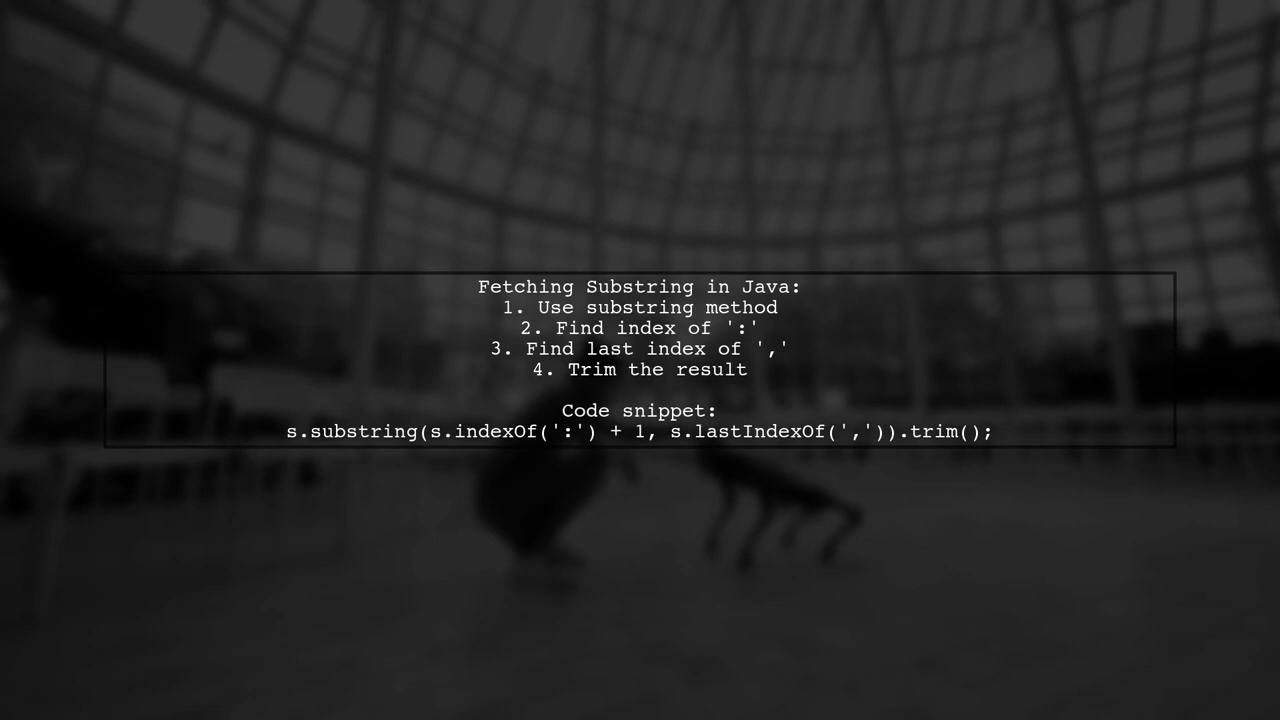 Fetching Substring in Java:
1. Use substring method
2. Find index of ':'
3. Find last index of ','
4. Trim the result
Code snippet:
s.substring(s.indexOf(':') + 1, s.lastIndexOf(',')).trim();